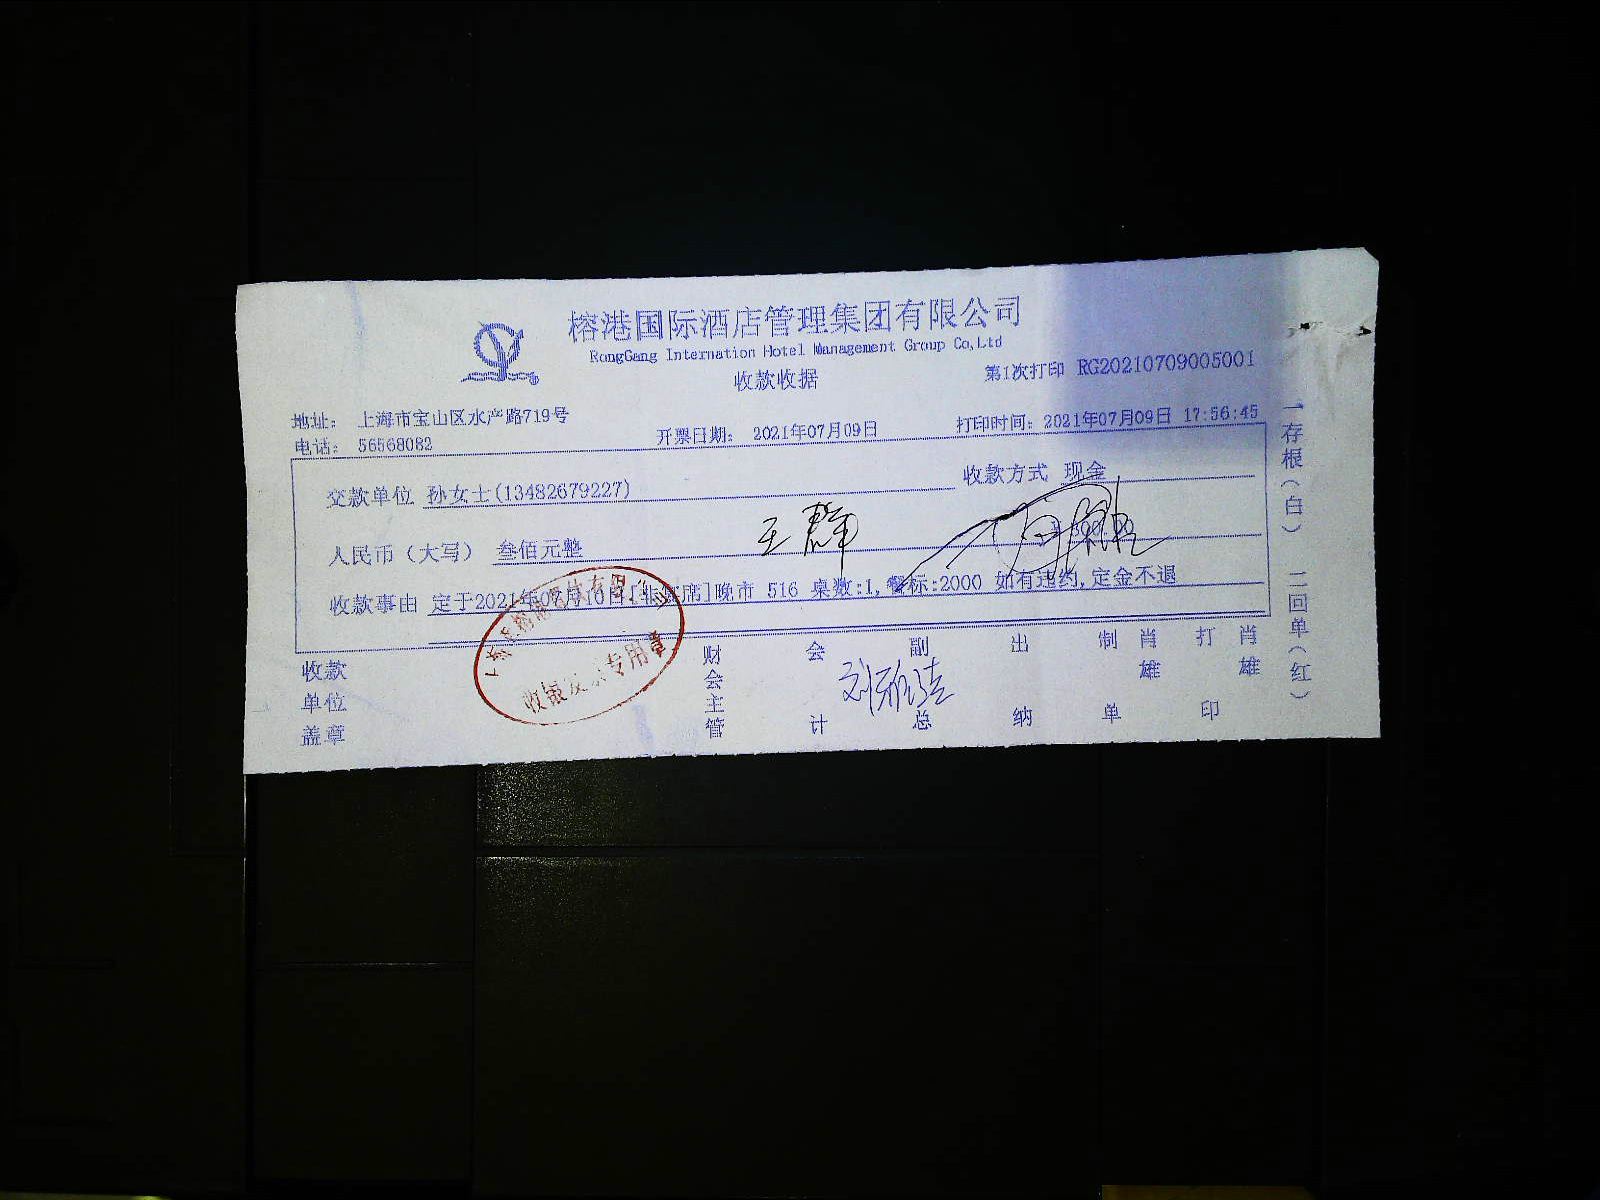 榕港国际酒店管理集团有限公司
RongGang Internation Hotel Management Group Co,Ltd
收款收据
第1次打印 RG20210709005001
地址： 上海市宝山区水产路719号
电话： 56568082
开票日期： 2021年07月09日
打印时间：2021年07月09日 17:56:45
交款单位 孙女士(13482679227)
收款方式 现金
人民币（大写） 叁佰元整
王群
收款事由 定于2021年07月10日 晚市 516 桌数:1,餐标:2000 如有违约,定金不退
收款单位盖章
收银发票专用章
财会主管
会计
副总
出纳
制单
肖雄
打印
肖雄
一存根（白） 二回单（红）